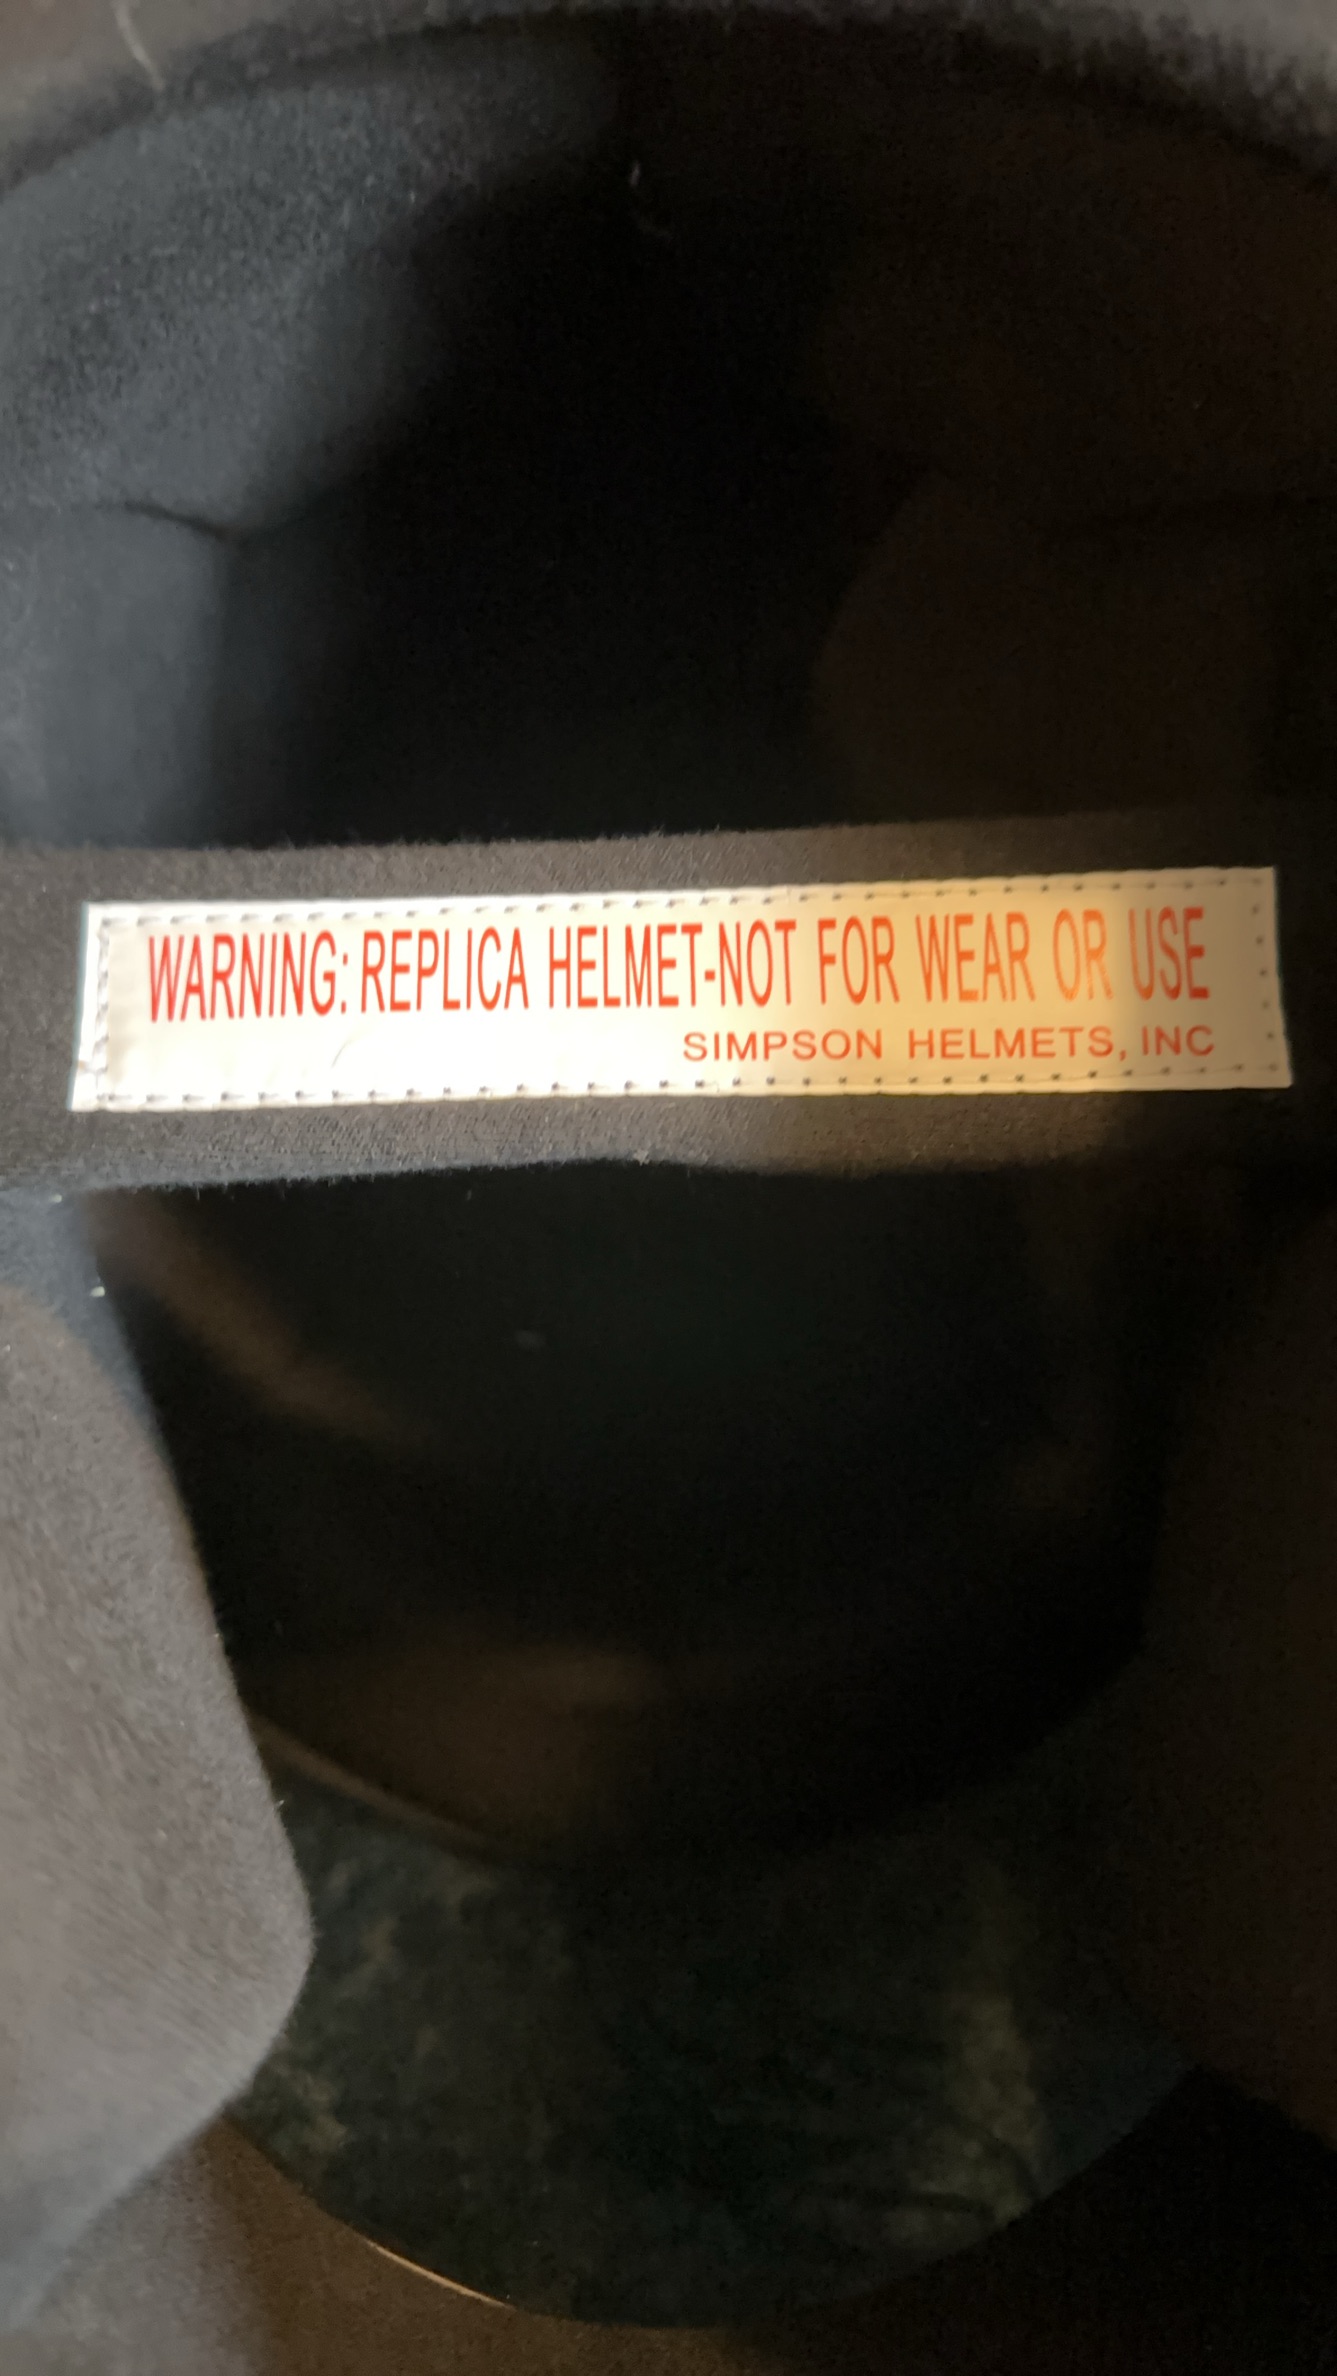 WARNING: REPLICA HELMET-NOT FOR WEAR OR USE
SIMPSON HELMETS, INC